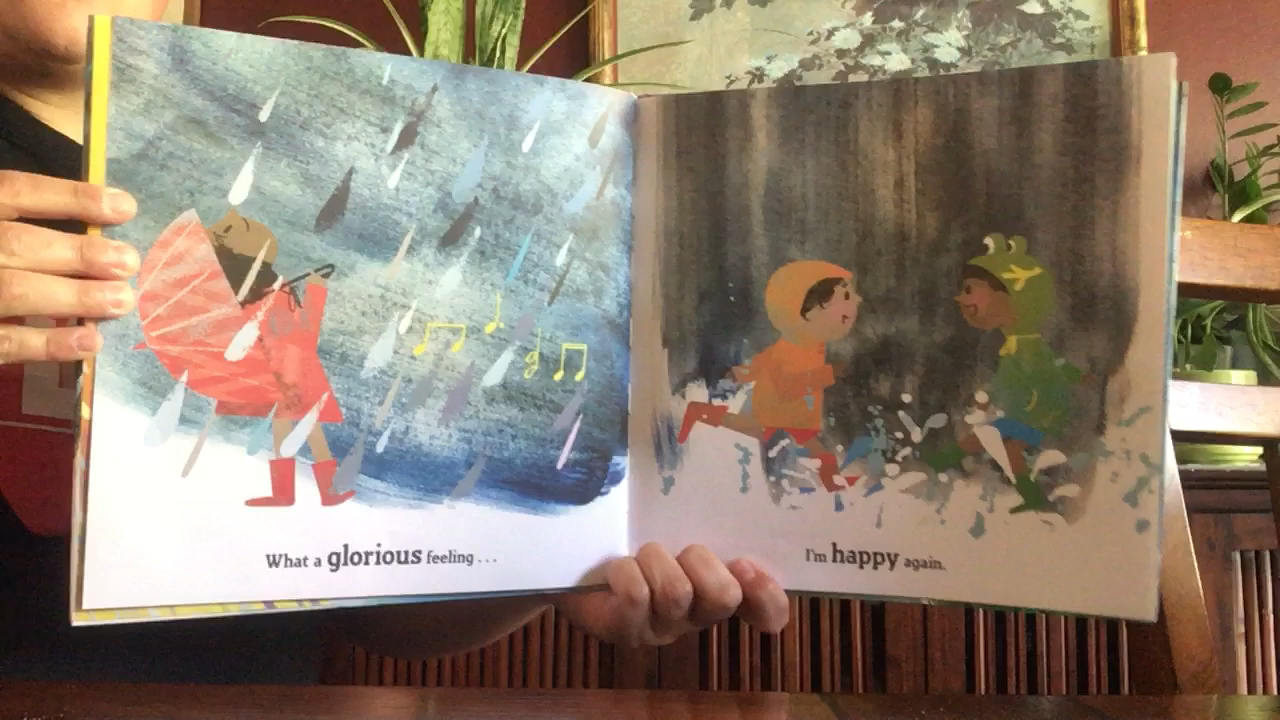 What a glorious feeling . . .
I'm happy again.